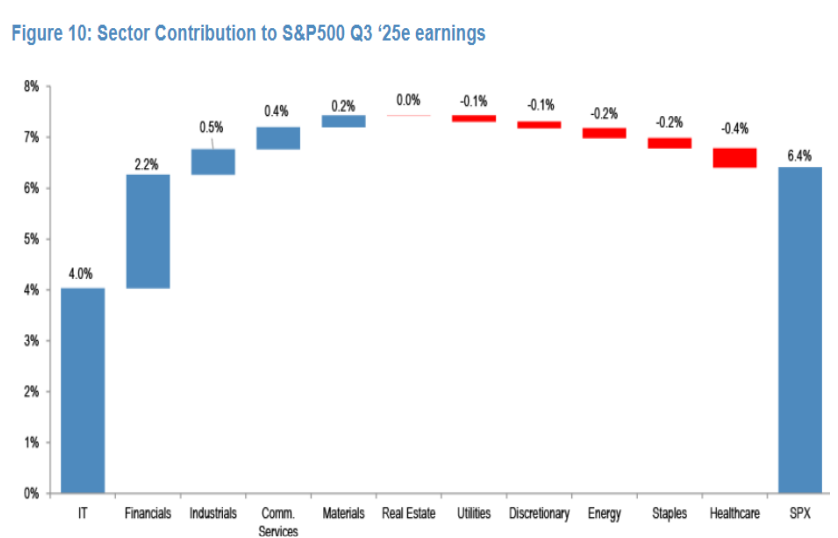 Figure 10: Sector Contribution to S&P500 Q3 ‘25e earnings
8%
7%
6%
5%
4%
3%
2%
1%
0%
4.0%
2.2%
0.5%
0.4%
0.2%
0.0%
-0.1%
-0.1%
-0.2%
-0.2%
-0.4%
6.4%
IT
Financials
Industrials
Comm.
Services
Materials
Real Estate
Utilities
Discretionary
Energy
Staples
Healthcare
SPX